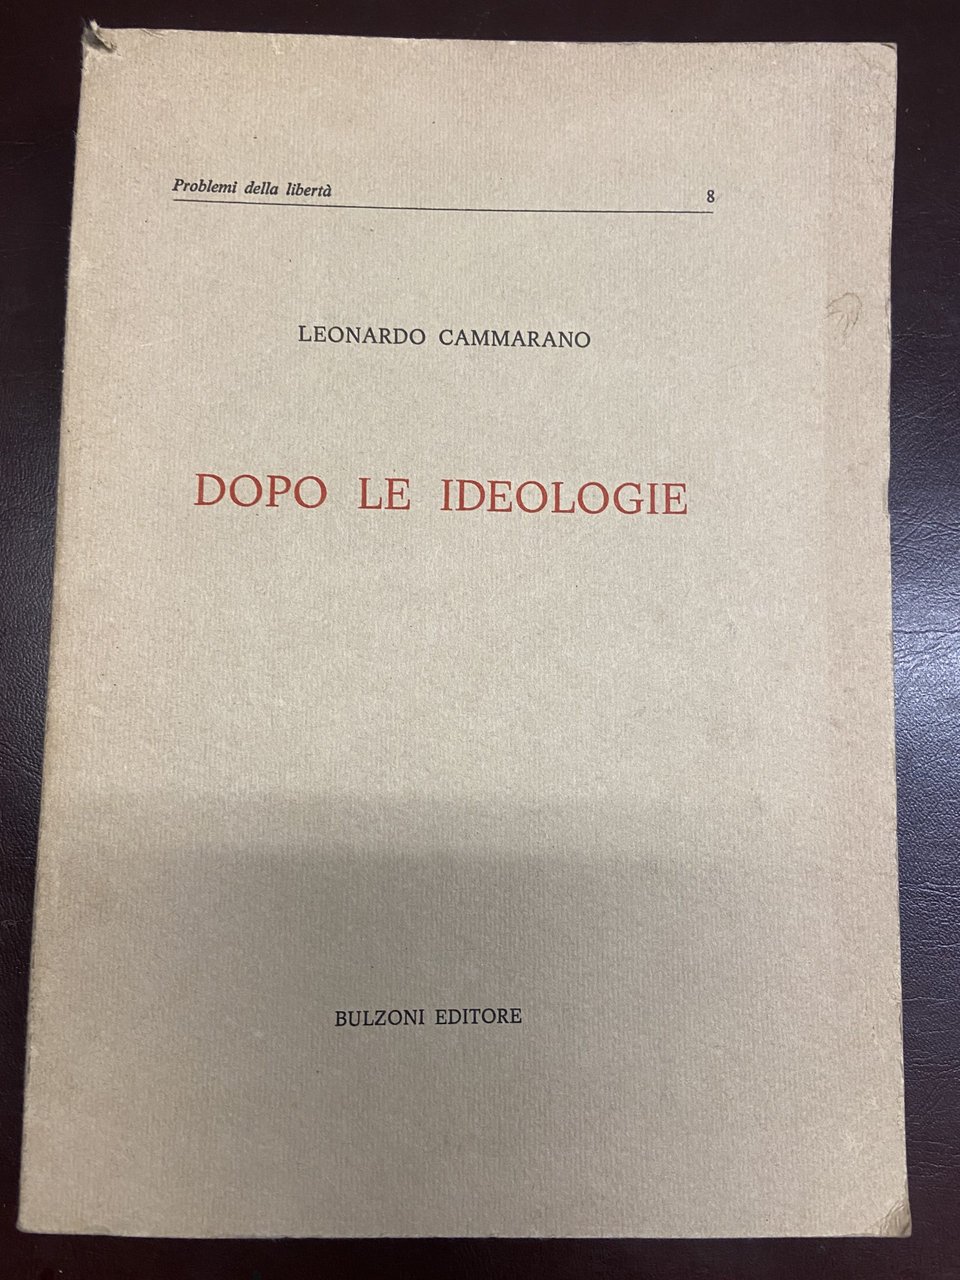 Problemi della libertà 8
LEONARDO CAMMARANO
DOPO LE IDEOLOGIE
BULZONI EDITORE